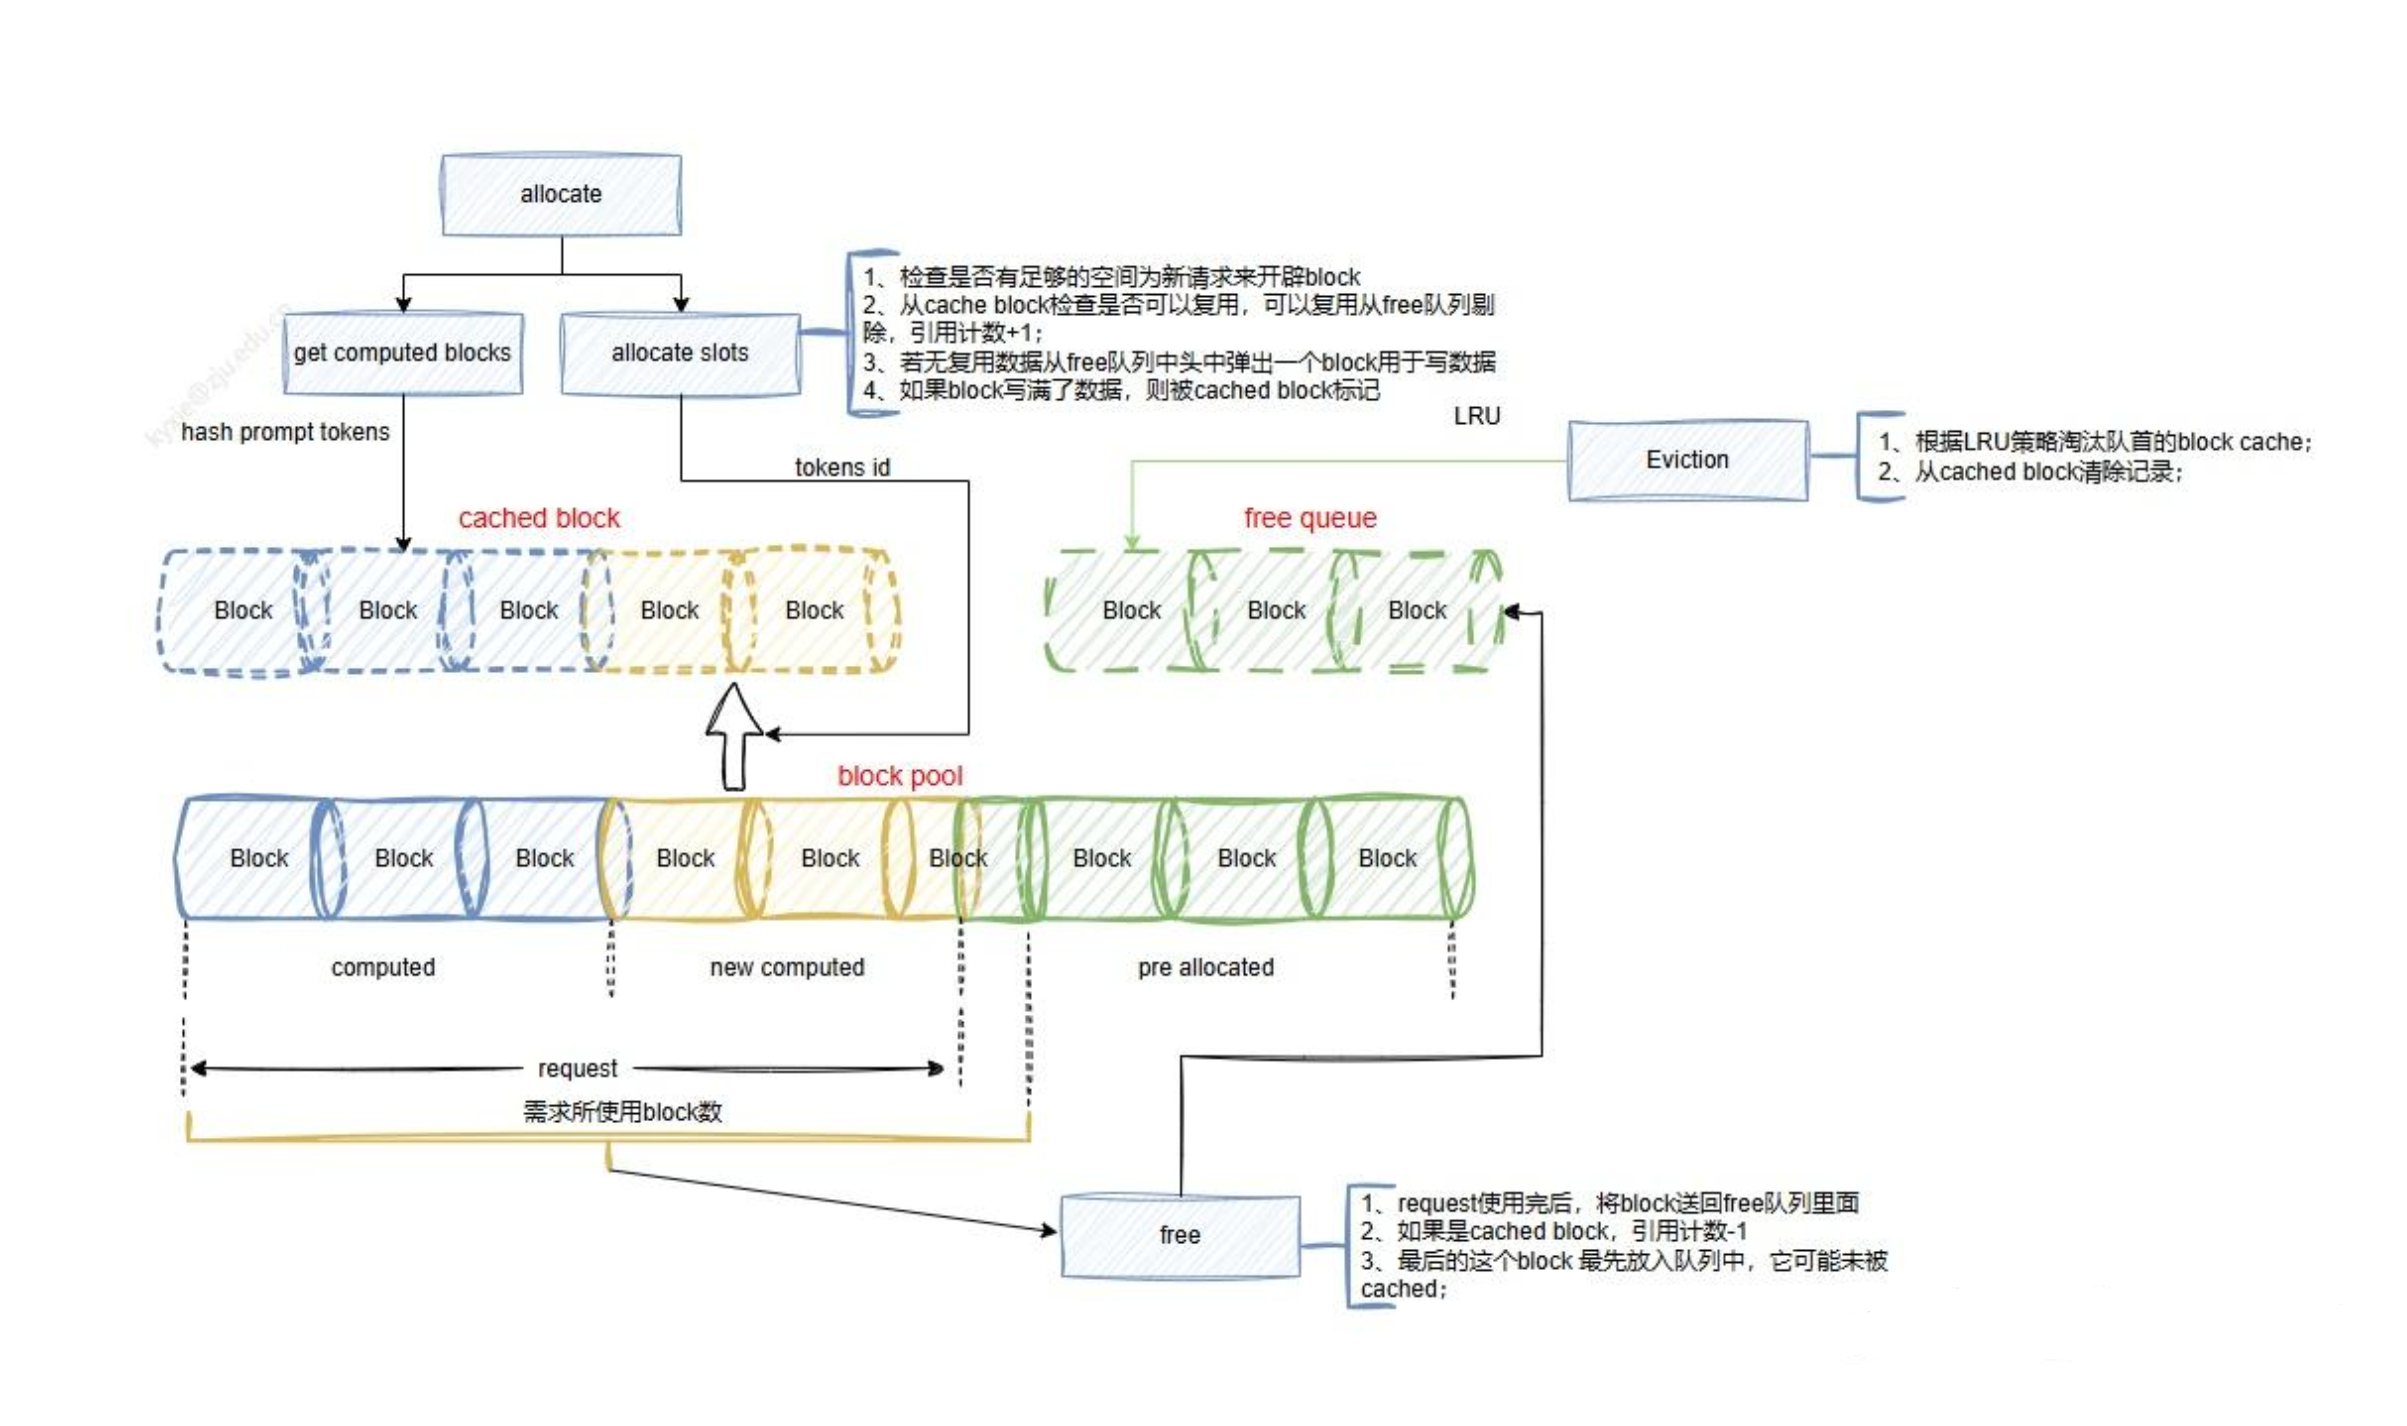 allocate
1、检查是否有足够的空间为新请求来开辟block
2、从cache block检查是否可以复用，可以复用从free队列剔
除，引用计数+1；
3、若无复用数据从free队列中头中弹出一个block用于写数据
4、如果block写满了数据，则被cached block标记
get computed blocks
allocate slots
LRU
hash prompt tokens
Eviction
1、根据LRU策略淘汰队首的block cache；
2、从cached block清除记录；
tokens id
cached block
free queue
Block Block Block Block Block
Block Block Block
block pool
Block Block Block Block Block Block Block Block Block
computed
new computed
pre allocated
request
需求所使用block数
free
1、request使用完后，将block送回free队列里面
2、如果是cached block，引用计数-1
3、最后的这个block 最先放入队列中，它可能未被
cached；